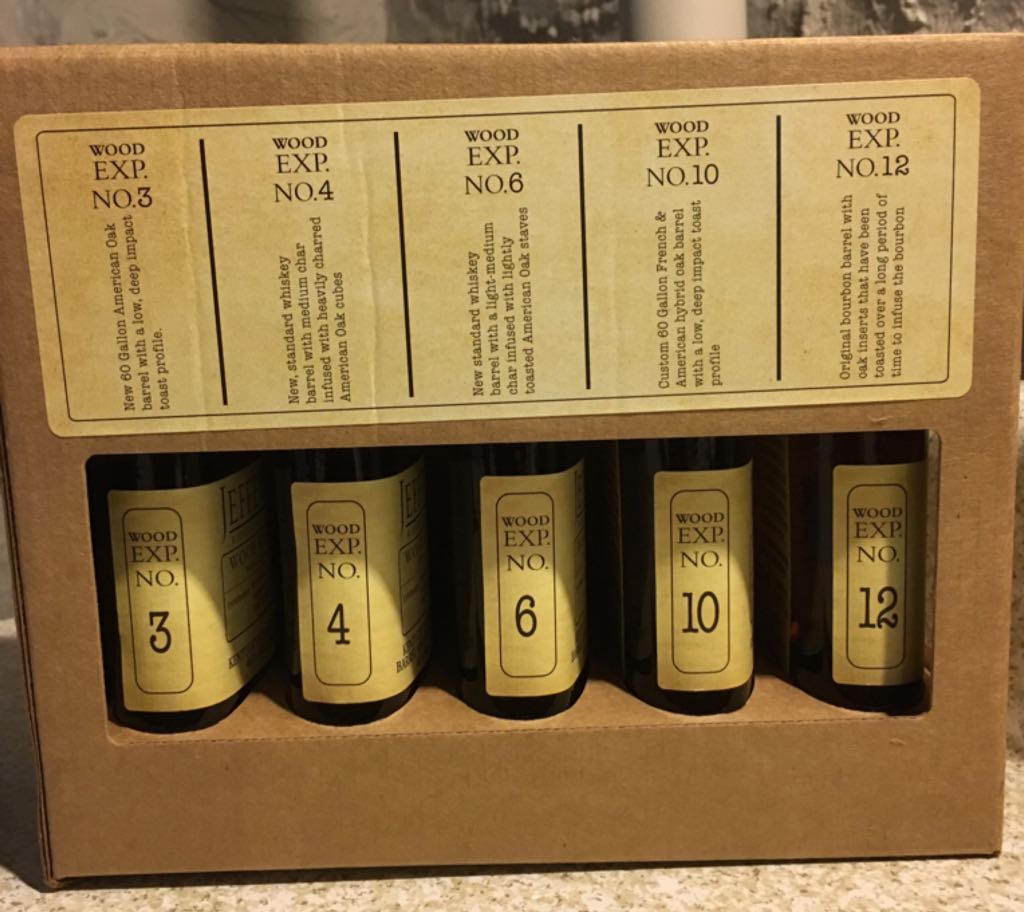 WOOD
EXP.
NO.3
New 60 Gallon American Oak
barrel with a low, deep impact
toast profile.
WOOD
EXP.
NO.4
New, standard whiskey
barrel with medium char
infused with heavily charred
American Oak cubes
WOOD
EXP.
NO.6
New standard whiskey
barrel with a light-medium
char infused with lightly
toasted American Oak staves
WOOD
EXP.
NO.10
Custom 60 Gallon French &
American hybrid oak barrel
with a low, deep impact toast
profile
WOOD
EXP.
NO.12
Original bourbon barrel with
oak inserts that have been
toasted over a long period of
time to infuse the bourbon
WOOD
EXP.
NO.
3
JEFFE
WOO
KEN
WOOD
EXP.
NO.
4
JEF
WO
BAR
WOOD
EXP.
NO.
6
WOOD
EXP.
NO.
10
WOOD
EXP.
NO.
12